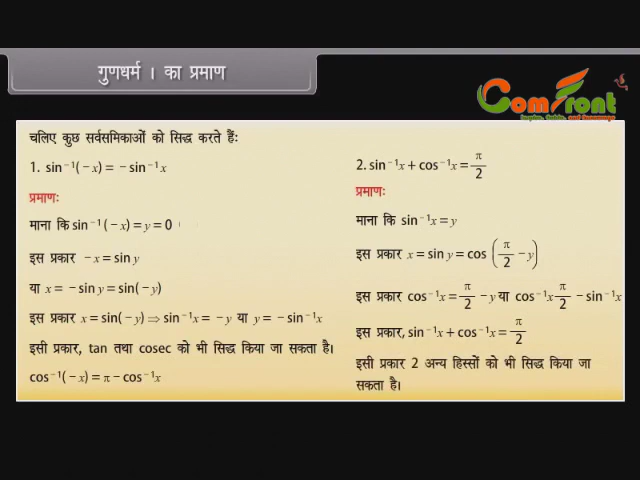 गुणधर्म । का प्रमाण
ComFront
चलिए कुछ सर्वसमिकाओं को सिद्ध करते हैं:
1. sin⁻¹(−x) = −sin⁻¹x
प्रमाण:
माना कि sin⁻¹(−x) = y = 0
इस प्रकार −x = sin y
या x = −sin y = sin(−y)
इस प्रकार x = sin(−y) ⇒ sin⁻¹x = −y या y = −sin⁻¹x
इसी प्रकार, tan तथा cosec को भी सिद्ध किया जा सकता है।
cos⁻¹(−x) = π − cos⁻¹x
2. sin⁻¹x + cos⁻¹x = π/2
प्रमाण:
माना कि sin⁻¹x = y
इस प्रकार x = sin y = cos (π/2 − y)
इस प्रकार cos⁻¹x = π/2 − y या cos⁻¹x π/2 − sin⁻¹x
इस प्रकार, sin⁻¹x + cos⁻¹x = π/2
इसी प्रकार 2 अन्य हिस्सों को भी सिद्ध किया जा
सकता है।